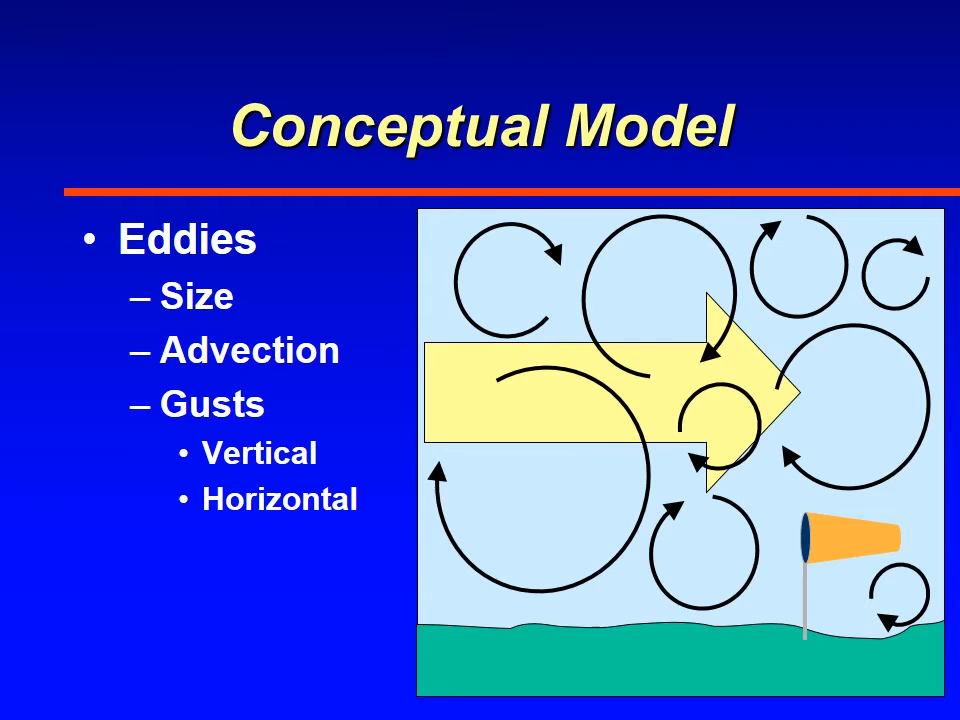 Conceptual Model
• Eddies
– Size
– Advection
– Gusts
• Vertical
• Horizontal